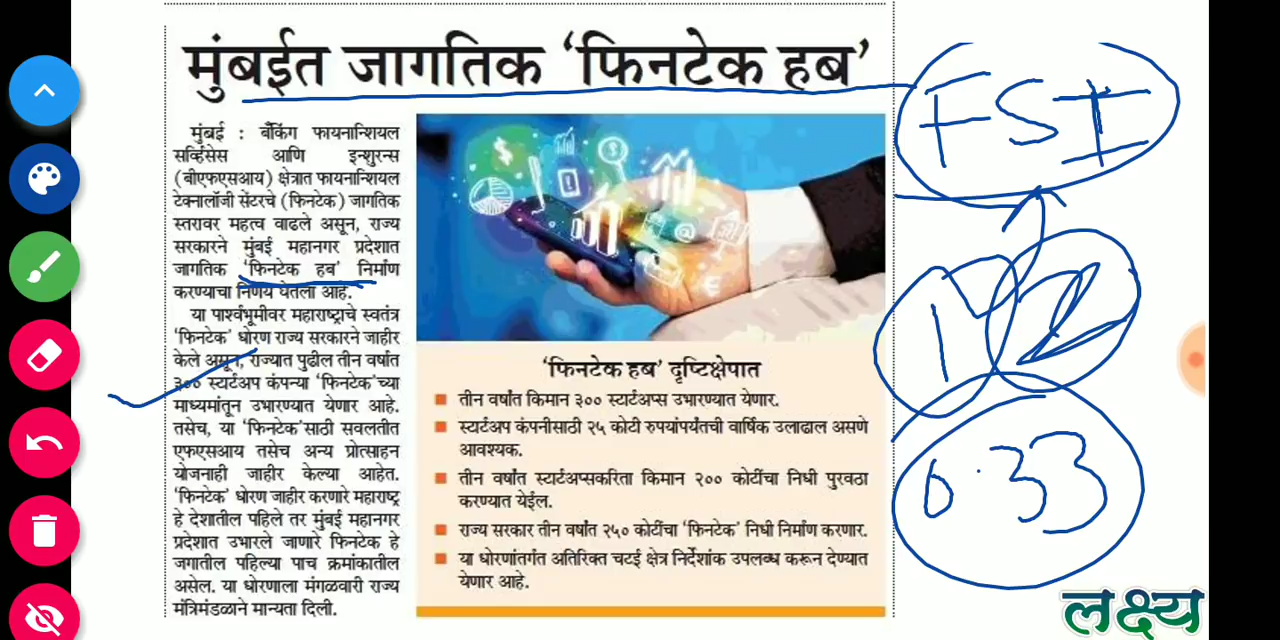 मुंबईत जागतिक 'फिनटेक हब'
मुंबई : बँकिंग फायनान्शियल
सर्व्हिसेस आणि इन्शुरन्स
(बीएफएसआय) क्षेत्रात फायनान्शियल
टेक्नालॉजी सेंटरचे (फिनटेक) जागतिक
स्तरावर महत्व वाढले असून, राज्य
सरकारने मुंबई महानगर प्रदेशात
जागतिक 'फिनटेक हब' निर्माण
करण्याचा निर्णय घेतला आहे.
या पार्श्वभूमीवर महाराष्ट्राचे स्वतंत्र
'फिनटेक' धोरण राज्य सरकारने जाहीर
केले असून, राज्यात पुढील तीन वर्षात
३०० स्टार्टअप कंपन्या 'फिनटेक'च्या
माध्यमांतून उभारण्यात येणार आहे.
तसेच, या 'फिनटेक'साठी सवलतीत
एफएसआय तसेच अन्य प्रोत्साहन
योजनाही जाहीर केल्या आहेत.
'फिनटेक' धोरण जाहीर करणारे महाराष्ट्र
हे देशातील पहिले तर मुंबई महानगर
प्रदेशात उभारले जाणारे फिनटेक हे
जगातील पहिल्या पाच क्रमांकातील
असेल. या धोरणाला मंगळवारी राज्य
मंत्रिमंडळाने मान्यता दिली.
'फिनटेक हब' दृष्टिक्षेपात
तीन वर्षांत किमान ३०० स्टार्टअप्स उभारण्यात येणार.
स्टार्टअप कंपनीसाठी २५ कोटी रुपयांपर्यंतची वार्षिक उलाढाल असणे
आवश्यक.
तीन वर्षांत स्टार्टअप्सकरिता किमान २०० कोटींचा निधी पुरवठा
करण्यात येईल.
राज्य सरकार तीन वर्षांत २५० कोटींचा 'फिनटेक' निधी निर्माण करणार.
या धोरणांतर्गत अतिरिक्त चटई क्षेत्र निर्देशांक उपलब्ध करून देण्यात
येणार आहे.
FSI
1
0.33
लक्ष्य